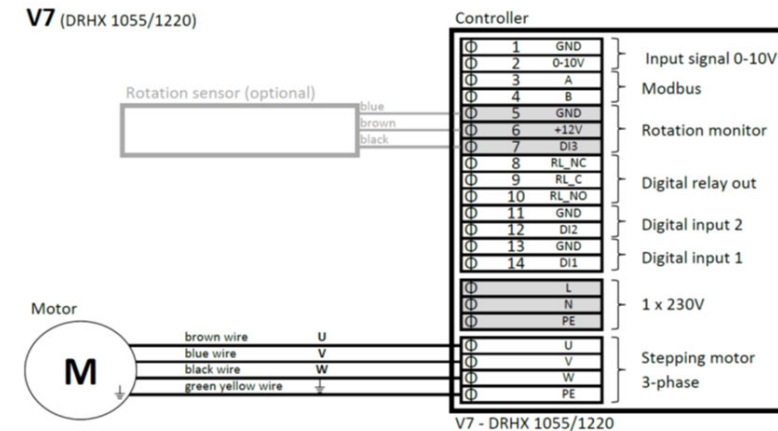 V7 (DRHX 1055/1220)
Controller
1 GND
2 0-10V
Input signal 0-10V
3 A
4 B
Modbus
Rotation sensor (optional)
blue
brown
black
5 GND
6 +12V
7 DI3
Rotation monitor
8 RL_NC
9 RL_C
10 RL_NO
Digital relay out
11 GND
12 DI2
Digital input 2
13 GND
14 DI1
Digital input 1
L
N
PE
1 x 230V
Motor
M
brown wire U
blue wire V
black wire W
green yellow wire
U
V
W
PE
Stepping motor
3-phase
V7 - DRHX 1055/1220